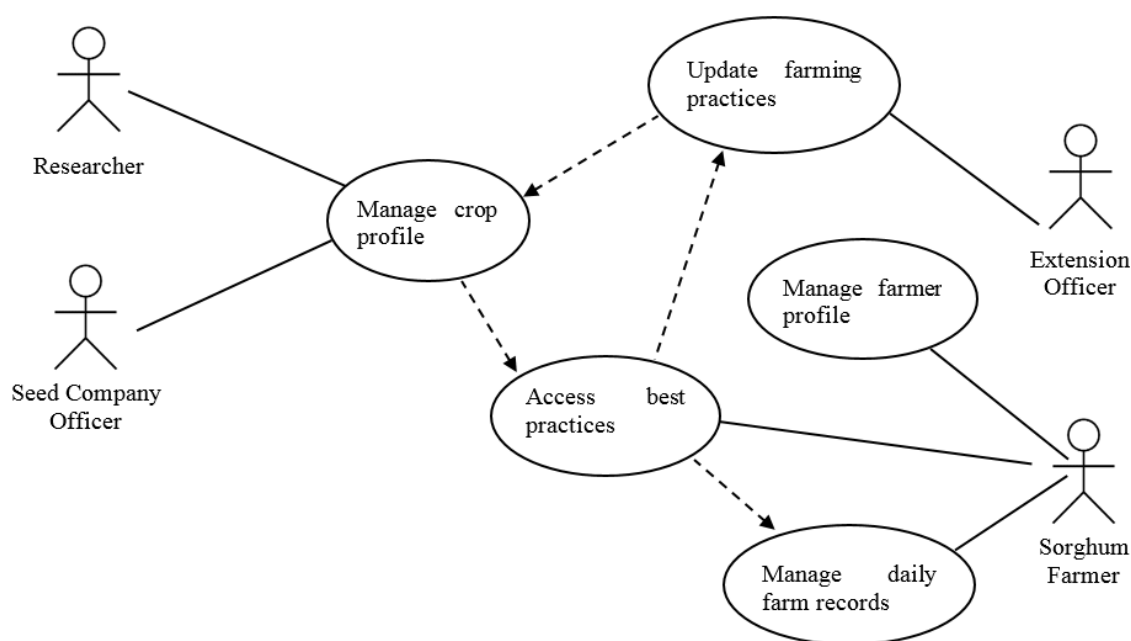 Update farming
practices
Researcher
Manage crop
profile
Extension
Officer
Manage farmer
profile
Seed Company
Officer
Access best
practices
Sorghum
Farmer
Manage daily
farm records